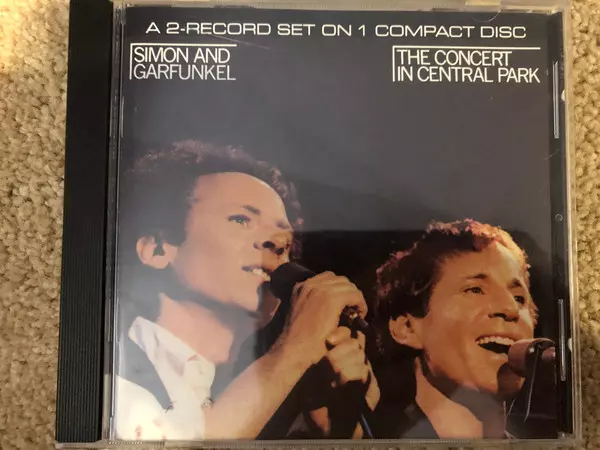 A 2-RECORD SET ON 1 COMPACT DISC
SIMON AND
GARFUNKEL
THE CONCERT
IN CENTRAL PARK